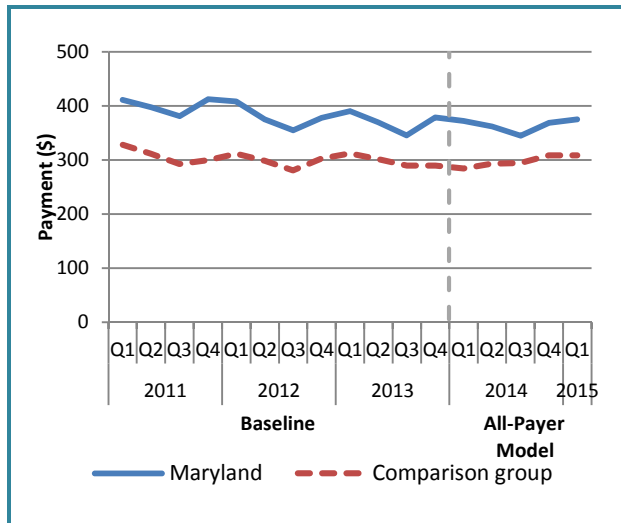 500
400
300
200
100
0
Payment ($)
Q1 Q2 Q3 Q4 Q1 Q2 Q3 Q4 Q1 Q2 Q3 Q4 Q1 Q2 Q3 Q4 Q1
2011 2012 2013 2014 2015
Baseline All-Payer
Model
Maryland Comparison group